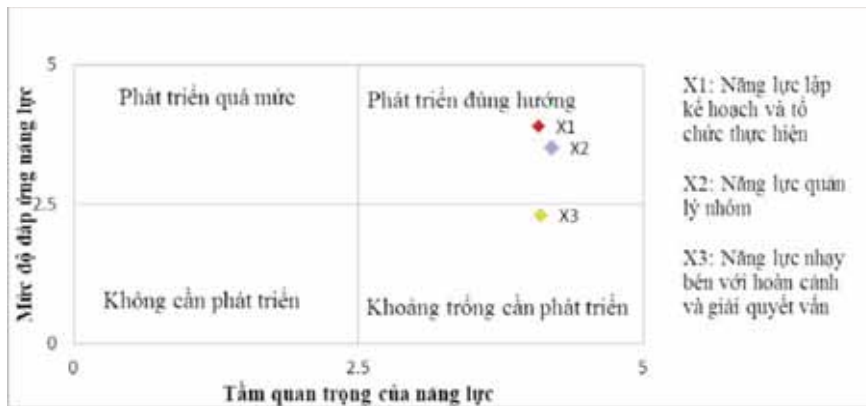 5
Phát triển quá mức
Phát triển đúng hướng
X1
X2
2.5
X3
Không cần phát triển
Khoảng trống cần phát triển
0
0
2.5
5
Mức độ đáp ứng năng lực
Tầm quan trọng của năng lực
X1: Năng lực lập
kế hoạch và tổ
chức thực hiện
X2: Năng lực quản
lý nhóm
X3: Năng lực nhạy
bén với hoàn cảnh
và giải quyết vấn